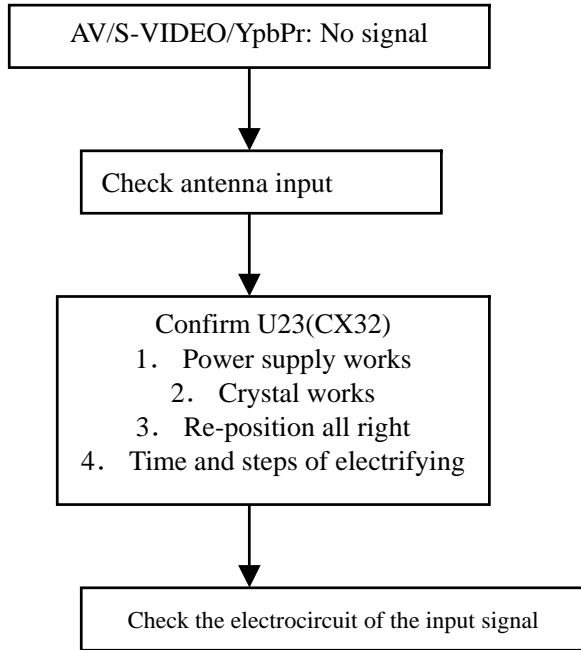 AV/S-VIDEO/YpbPr: No signal
Check antenna input
Confirm U23(CX32)
1. Power supply works
2. Crystal works
3. Re-position all right
4. Time and steps of electrifying
Check the electrocircuit of the input signal